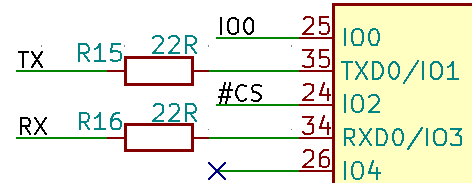 IO0 25 IO0
TX R15 22R 35 TXD0/IO1
#CS 24 IO2
RX R16 22R 34 RXD0/IO3
26 IO4